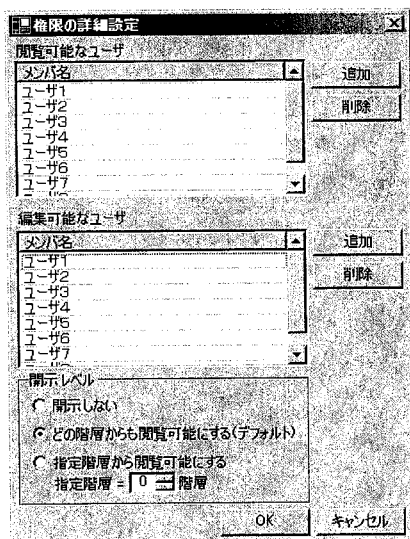 権限の詳細設定
閲覧可能なユーザ
メンバ名
ユーザ1
ユーザ2
ユーザ3
ユーザ4
ユーザ5
ユーザ6
ユーザ7
追加
削除
編集可能なユーザ
メンバ名
ユーザ1
ユーザ2
ユーザ3
ユーザ4
ユーザ5
ユーザ6
ユーザ7
追加
削除
開示レベル
開示しない
どの階層からも閲覧可能にする(デフォルト)
指定階層から閲覧可能にする
指定階層 = 0 階層
OK
キャンセル